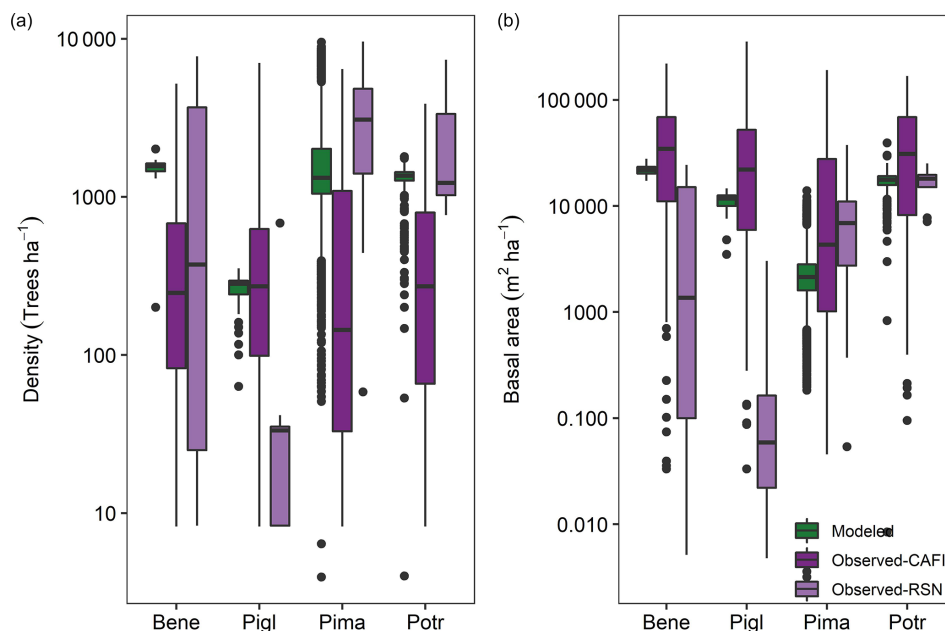 (a)
(b)
Density (Trees ha⁻¹)
10 000
1000
100
10
Bene Pigl Pima Potr
Basal area (m² ha⁻¹)
100 000
10 000
1000
0.100
0.010
Modeled
Observed-CAFI
Observed-RSN
Bene Pigl Pima Potr